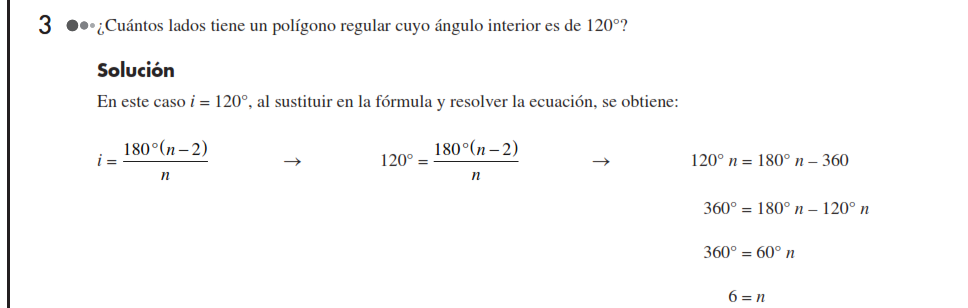 3 ¿Cuántos lados tiene un polígono regular cuyo ángulo interior es de 120°?
Solución
En este caso i = 120°, al sustituir en la fórmula y resolver la ecuación, se obtiene:
i = 180°(n – 2)/n → 120° = 180°(n – 2)/n → 120° n = 180° n – 360
360° = 180° n – 120° n
360° = 60° n
6 = n